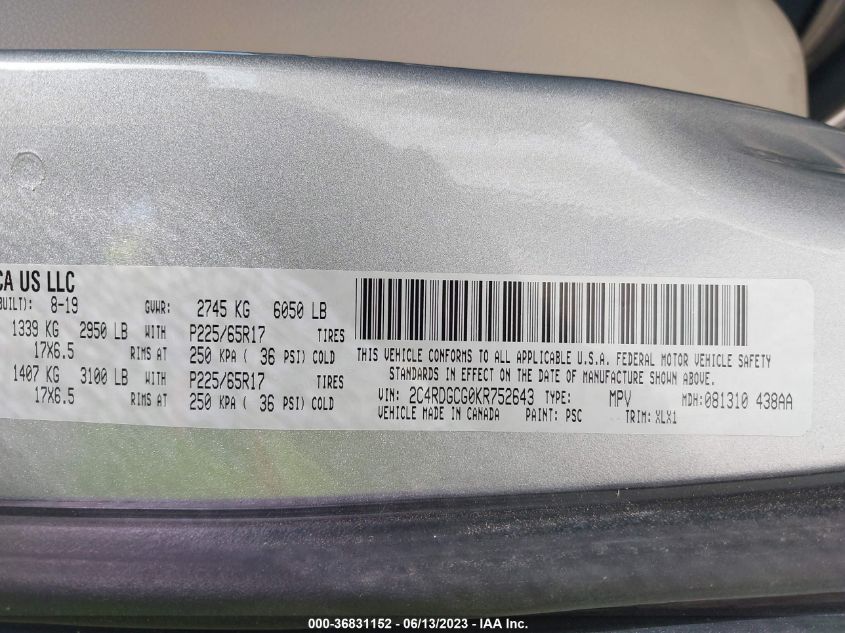 CA US LLC
BUILT): 8-19 GVWR: 2745 KG 6050 LB
1339 KG 2950 LB WITH P225/65R17 TIRES
17X6.5 RIMS AT 250 KPA ( 36 PSI) COLD
1407 KG 3100 LB WITH P225/65R17 TIRES
17X6.5 RIMS AT 250 KPA ( 36 PSI) COLD
THIS VEHICLE CONFORMS TO ALL APPLICABLE U.S.A. FEDERAL MOTOR VEHICLE SAFETY
STANDARDS IN EFFECT ON THE DATE OF MANUFACTURE SHOWN ABOVE.
VIN: 2C4RDGCG0KR752643 TYPE: MPV MDH: 081310 438AA
VEHICLE MADE IN CANADA PAINT: PSC TRIM: XLX1
000-36831152 - 06/13/2023 - IAA Inc.